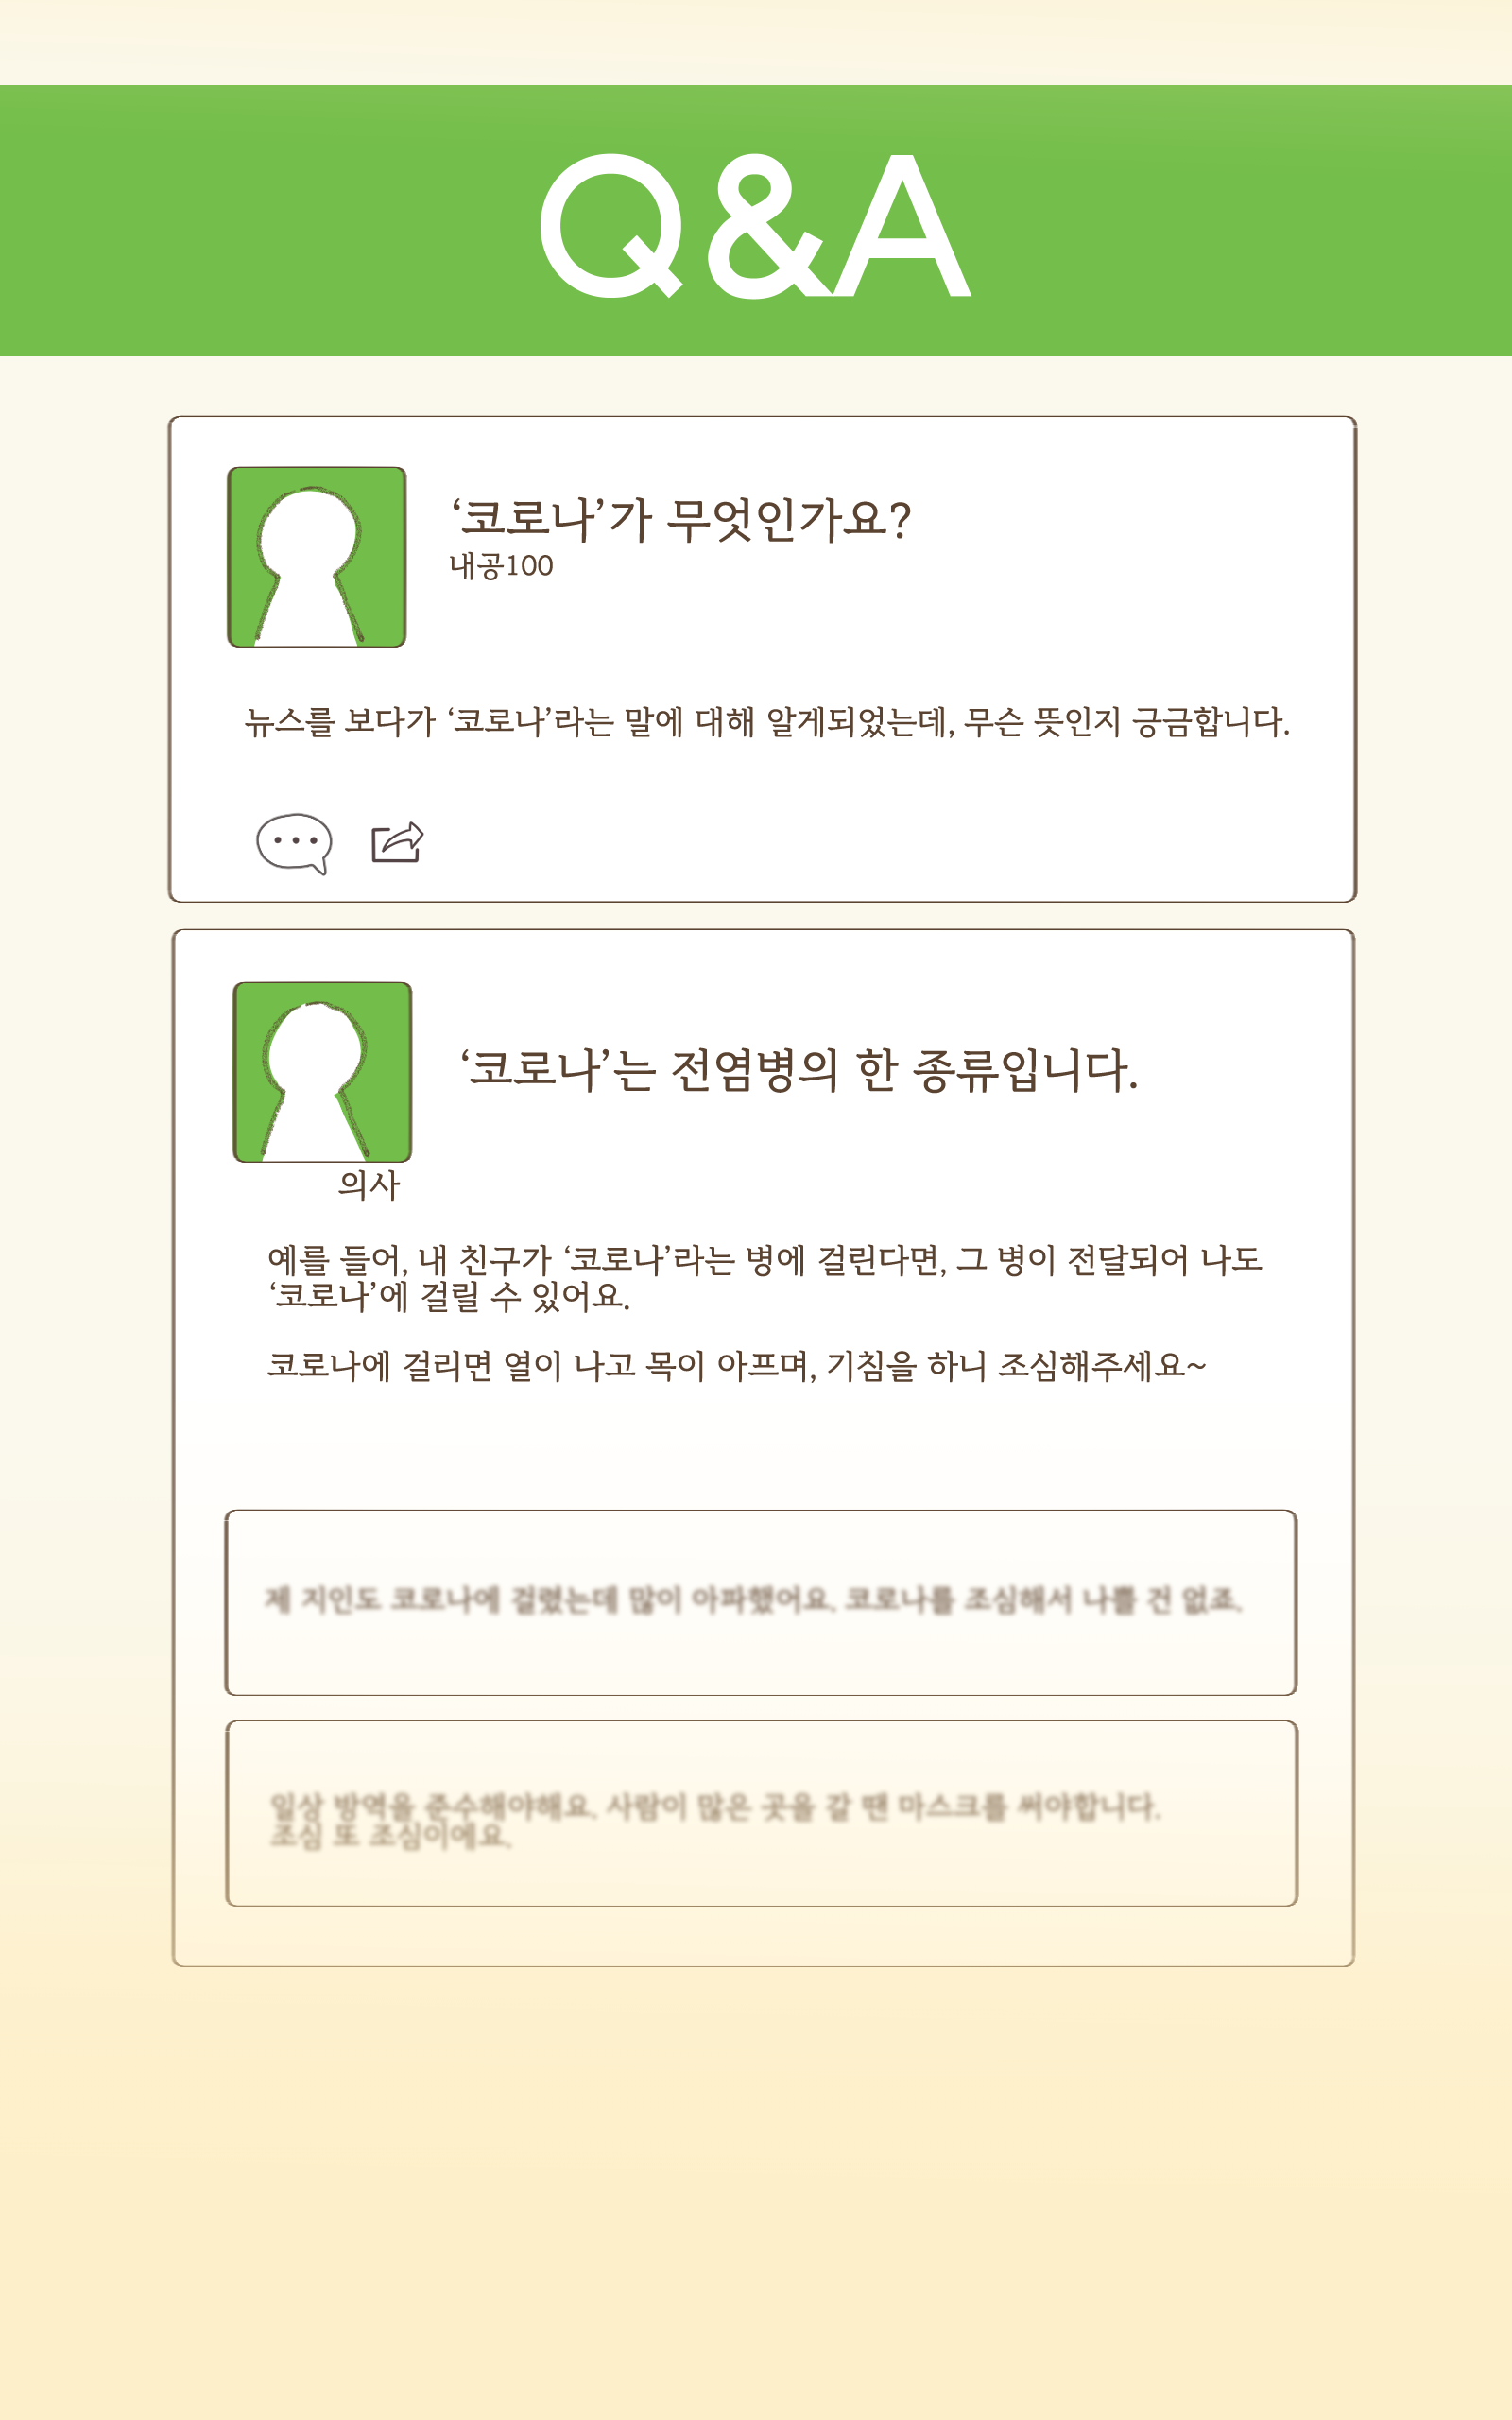 Q&A
‘코로나’가 무엇인가요?
내공100
뉴스를 보다가 ‘코로나’라는 말에 대해 알게되었는데, 무슨 뜻인지 긍금합니다.
‘코로나’는 전염병의 한 종류입니다.
의사
예를 들어, 내 친구가 ‘코로나’라는 병에 걸린다면, 그 병이 전달되어 나도
‘코로나’에 걸릴 수 있어요.
코로나에 걸리면 열이 나고 목이 아프며, 기침을 하니 조심해주세요~
제 지인도 코로나에 걸렸는데 많이 아파했어요. 코로나를 조심해서 나쁠 건 없죠.
일상 방역을 준수해야해요. 사람이 많은 곳을 갈 땐 마스크를 써야합니다.
조심 또 조심이에요.